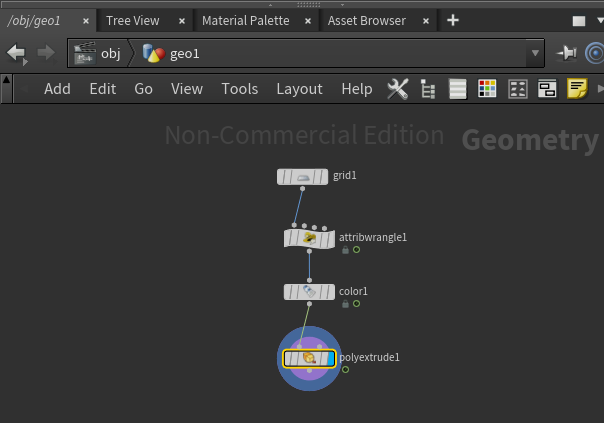 /obj/geo1 × Tree View × Material Palette × Asset Browser × +
obj geo1
Add Edit Go View Tools Layout Help
Non-Commercial Edition Geometry
grid1
attribwrangle1
color1
polyextrude1